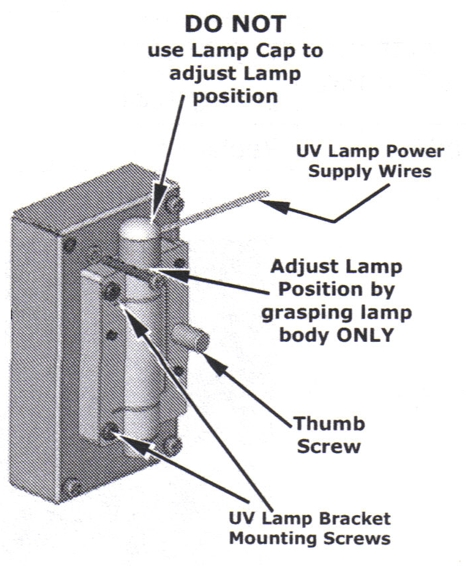 DO NOT
use Lamp Cap to
adjust Lamp
position
UV Lamp Power
Supply Wires
Adjust Lamp
Position by
grasping lamp
body ONLY
Thumb
Screw
UV Lamp Bracket
Mounting Screws